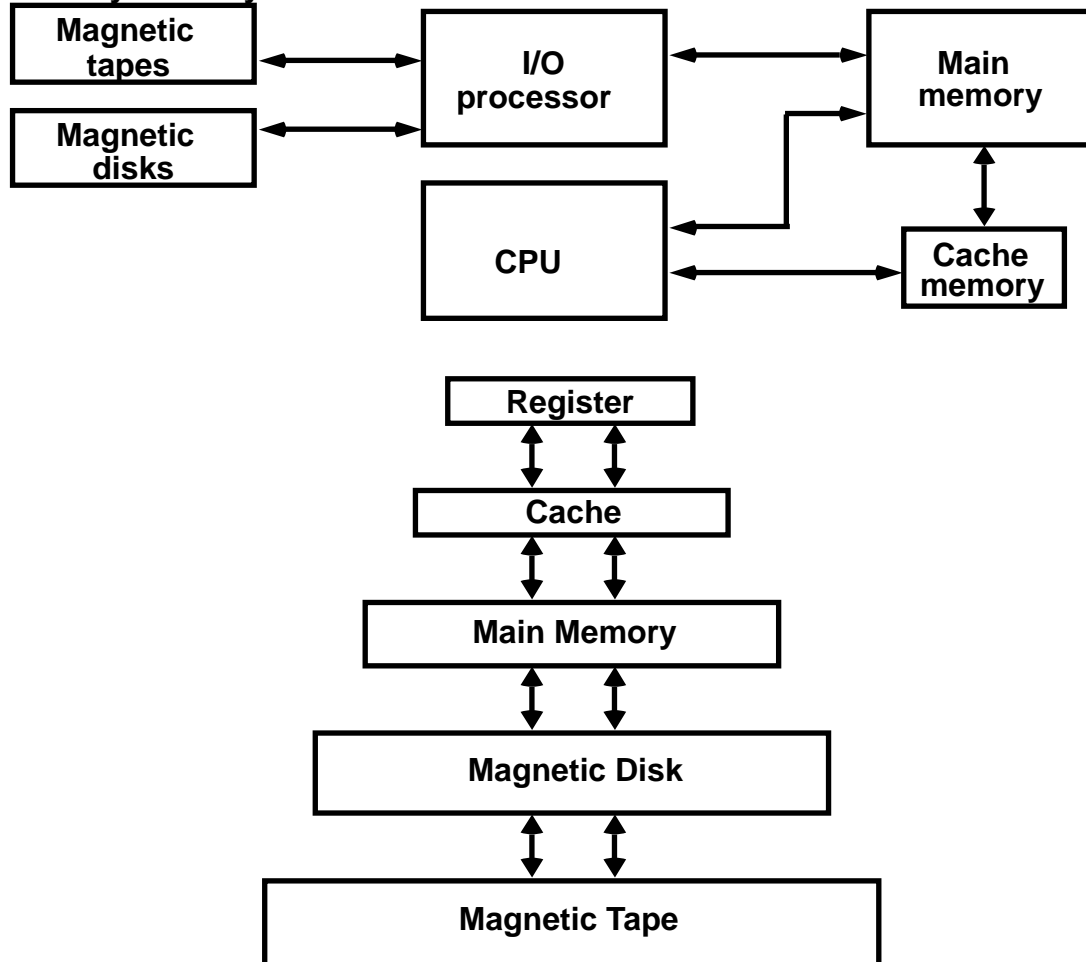 Magnetic
tapes
I/O
processor
Main
memory
Magnetic
disks
CPU
Cache
memory
Register
Cache
Main Memory
Magnetic Disk
Magnetic Tape